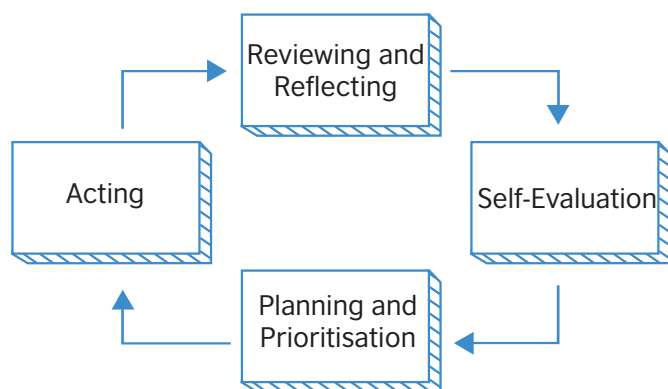 Reviewing and
Reflecting
Acting
Self-Evaluation
Planning and
Prioritisation